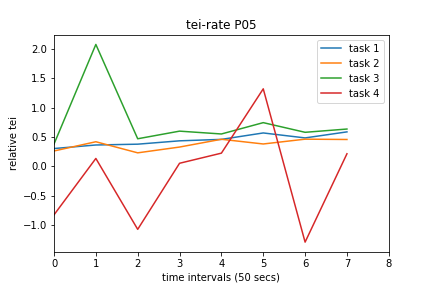 tei-rate P05
task 1
task 2
task 3
task 4
relative tei
2.0
1.5
1.0
0.5
0.0
−0.5
−1.0
0 1 2 3 4 5 6 7 8
time intervals (50 secs)